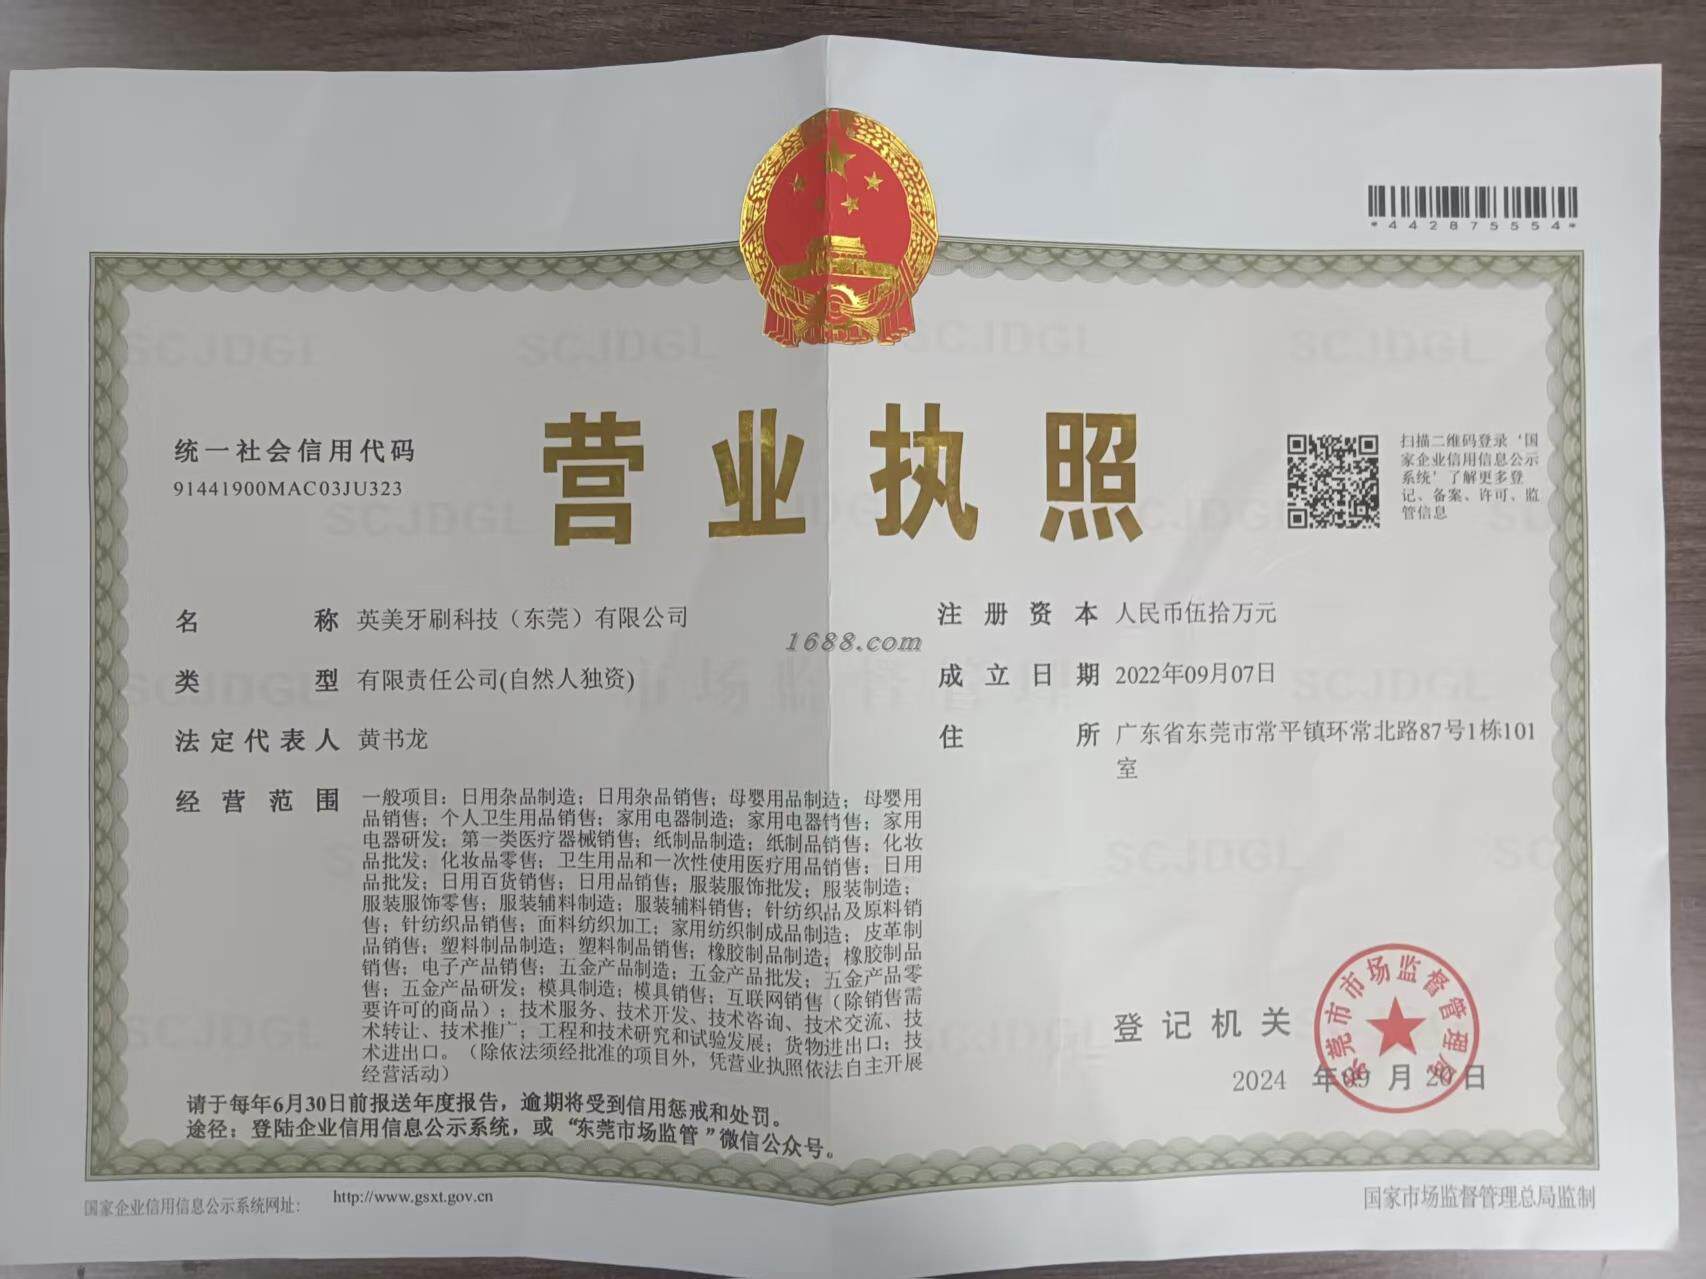 *4428755554*
统一社会信用代码
91441900MAC03JU323
营业执照
扫描二维码登录‘国
家企业信用信息公示
系统’了解更多登
记、备案、许可、监
管信息
名称 英美牙刷科技（东莞）有限公司
类型 有限责任公司(自然人独资)
法定代表人 黄书龙
经营范围 一般项目：日用杂品制造；日用杂品销售；母婴用品制造；母婴用
品销售；个人卫生用品销售；家用电器制造；家用电器销售；家用
电器研发；第一类医疗器械销售；纸制品制造；纸制品销售；化妆
品批发；化妆品零售；卫生用品和一次性使用医疗用品销售；日用
品批发；日用百货销售；日用品销售；服装服饰批发；服装制造；
服装服饰零售；服装辅料制造；服装辅料销售；针纺织品及原料销
售；针纺织品销售；面料纺织加工；家用纺织制成品制造；皮革制
品销售；塑料制品制造；塑料制品销售；橡胶制品制造；橡胶制品
销售；电子产品销售；五金产品制造；五金产品批发；五金产品零
售；五金产品研发；模具制造；模具销售；互联网销售（除销售需
要许可的商品）；技术服务、技术开发、技术咨询、技术交流、技
术转让、技术推广；工程和技术研究和试验发展；货物进出口；技
术进出口。（除依法须经批准的项目外，凭营业执照依法自主开展
经营活动）
注册资本 人民币伍拾万元
成立日期 2022年09月07日
住所 广东省东莞市常平镇环常北路87号1栋101
室
1688.com
登记机关
东莞市市场监督管理局
2024 年09 月20日
请于每年6月30日前报送年度报告，逾期将受到信用惩戒和处罚。
途径：登陆企业信用信息公示系统，或“东莞市场监管”微信公众号。
国家企业信用信息公示系统网址： http://www.gsxt.gov.cn
国家市场监督管理总局监制